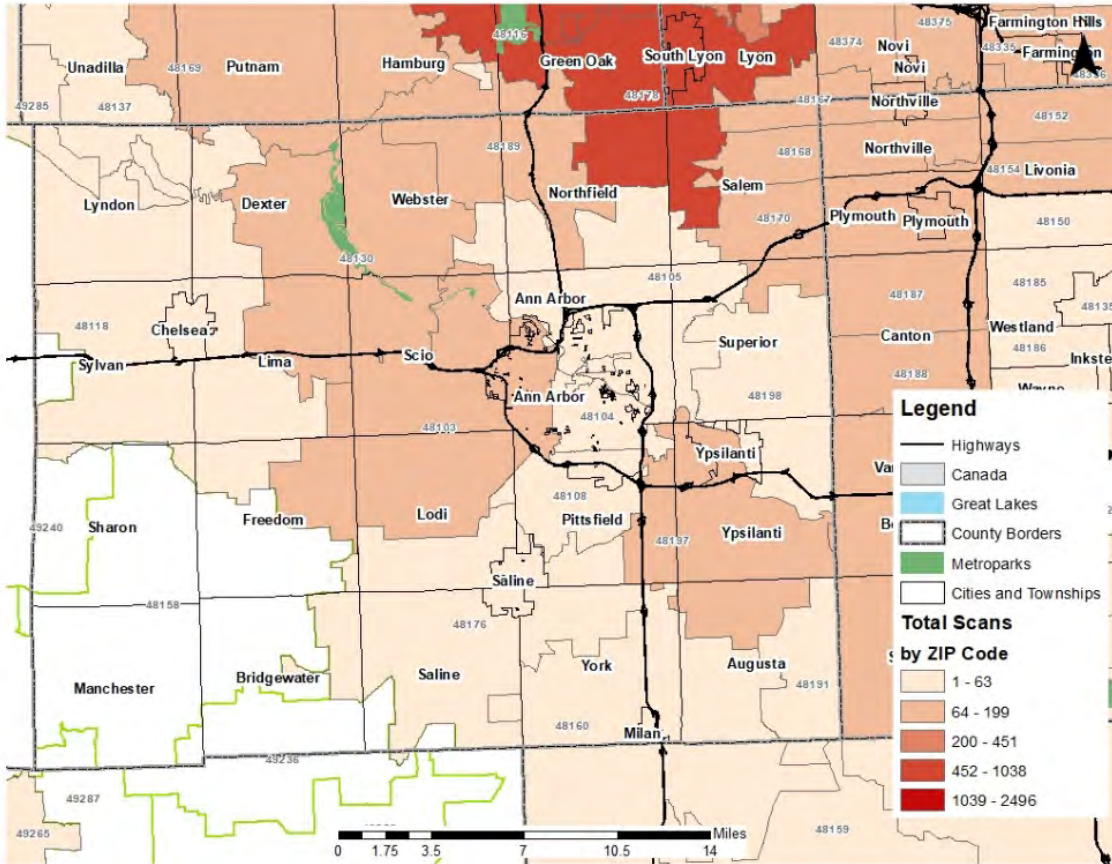 48116
48375
Farmington Hills
48374
Novi
48335
Unadilla
48169
Putnam
Hamburg
Green Oak
South Lyon
Lyon
Novi
Farmington
48336
49285
48137
48178
48167
Northville
48152
48189
48168
Northville
48154
Livonia
Lyndon
Dexter
Webster
Northfield
Salem
48170
Plymouth
Plymouth
48150
48130
48105
48185
48187
48135
Ann Arbor
48118
Chelsea
Superior
Canton
Westland
48186
Sylvan
Lima
Scio
Inkste
48188
Wayne
Ann Arbor
48104
48198
48103
Ypsilanti
Van
48108
49240
Sharon
Freedom
Lodi
Pittsfield
48197
Ypsilanti
Be
Saline
48158
48176
Manchester
Bridgewater
Saline
York
Augusta
48191
S
48160
Milan
49236
49287
49265
48159
Legend
Highways
Canada
Great Lakes
County Borders
Metroparks
Cities and Townships
Total Scans
by ZIP Code
1 - 63
64 - 199
200 - 451
452 - 1038
1039 - 2496
Miles
0 1.75 3.5 7 10.5 14